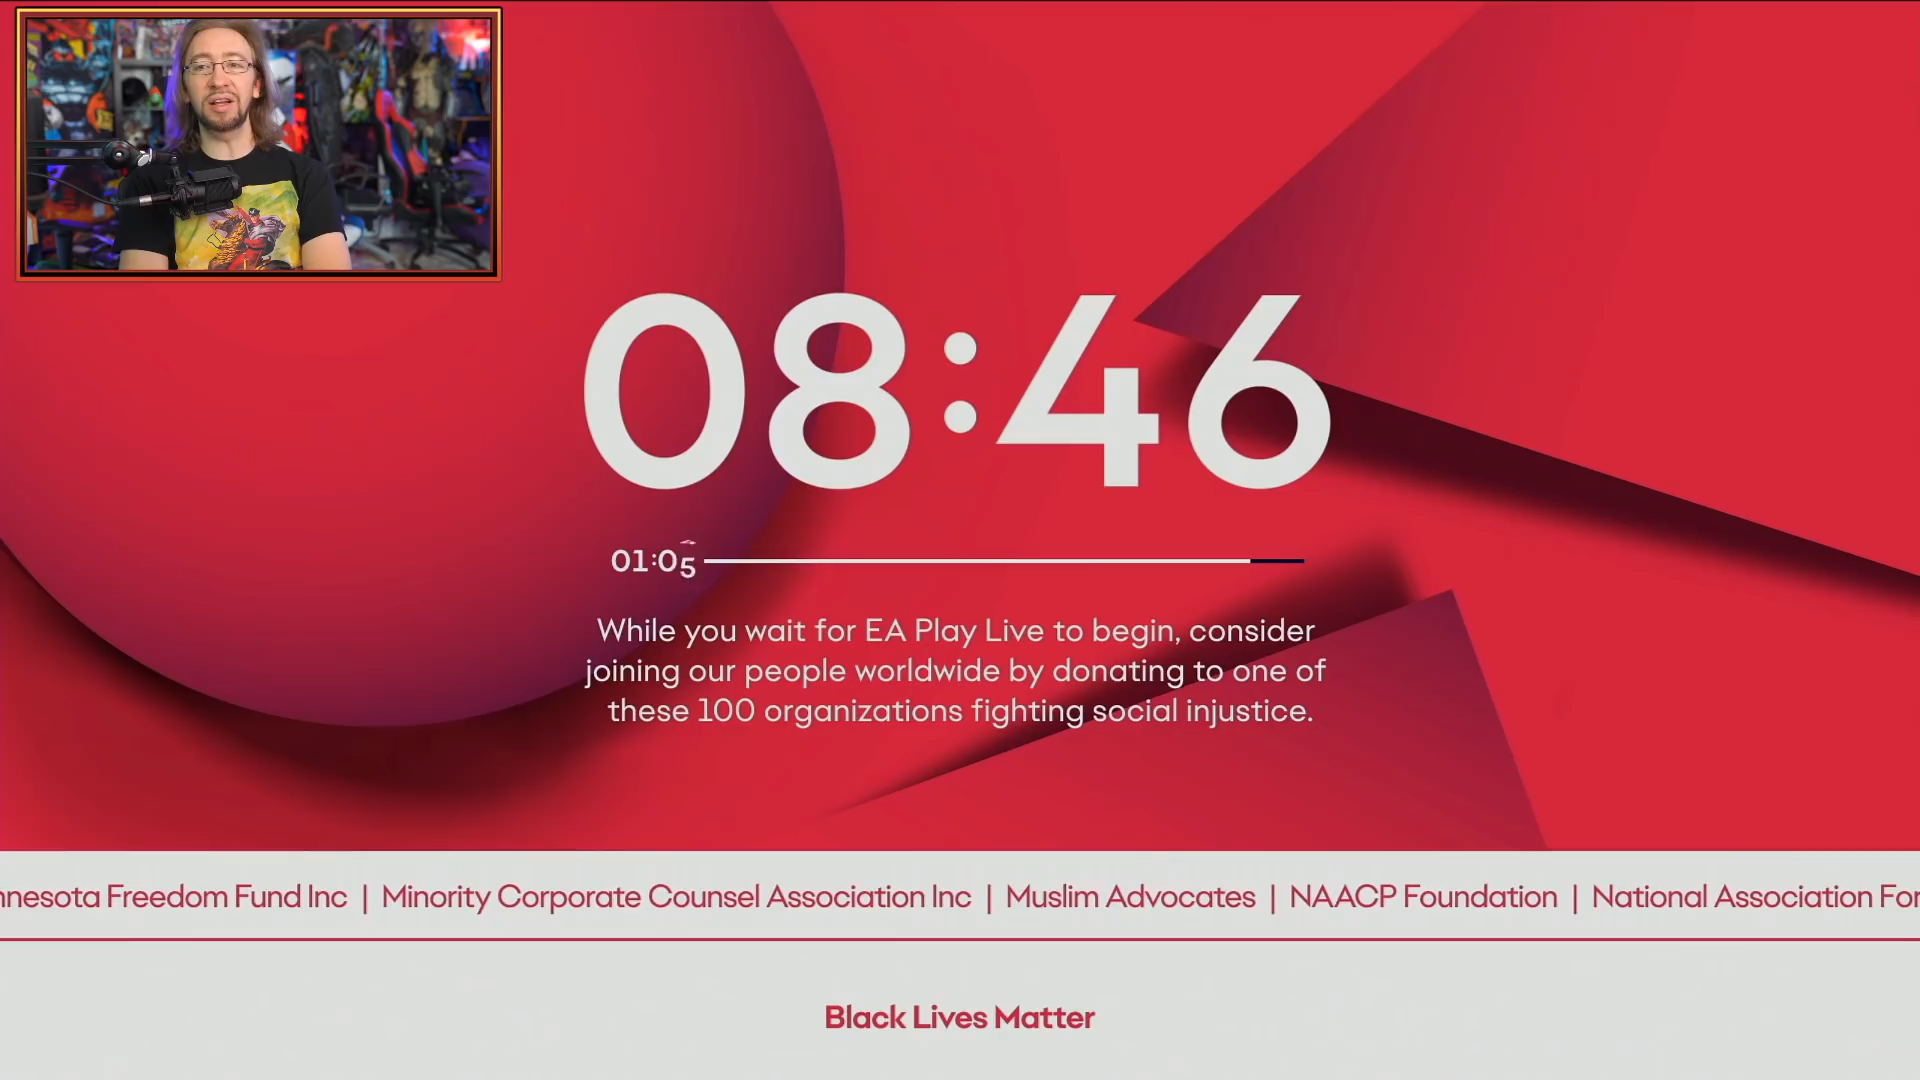 08:46
01:05
While you wait for EA Play Live to begin, consider
joining our people worldwide by donating to one of
these 100 organizations fighting social injustice.
nnesota Freedom Fund Inc | Minority Corporate Counsel Association Inc | Muslim Advocates | NAACP Foundation | National Association For
Black Lives Matter